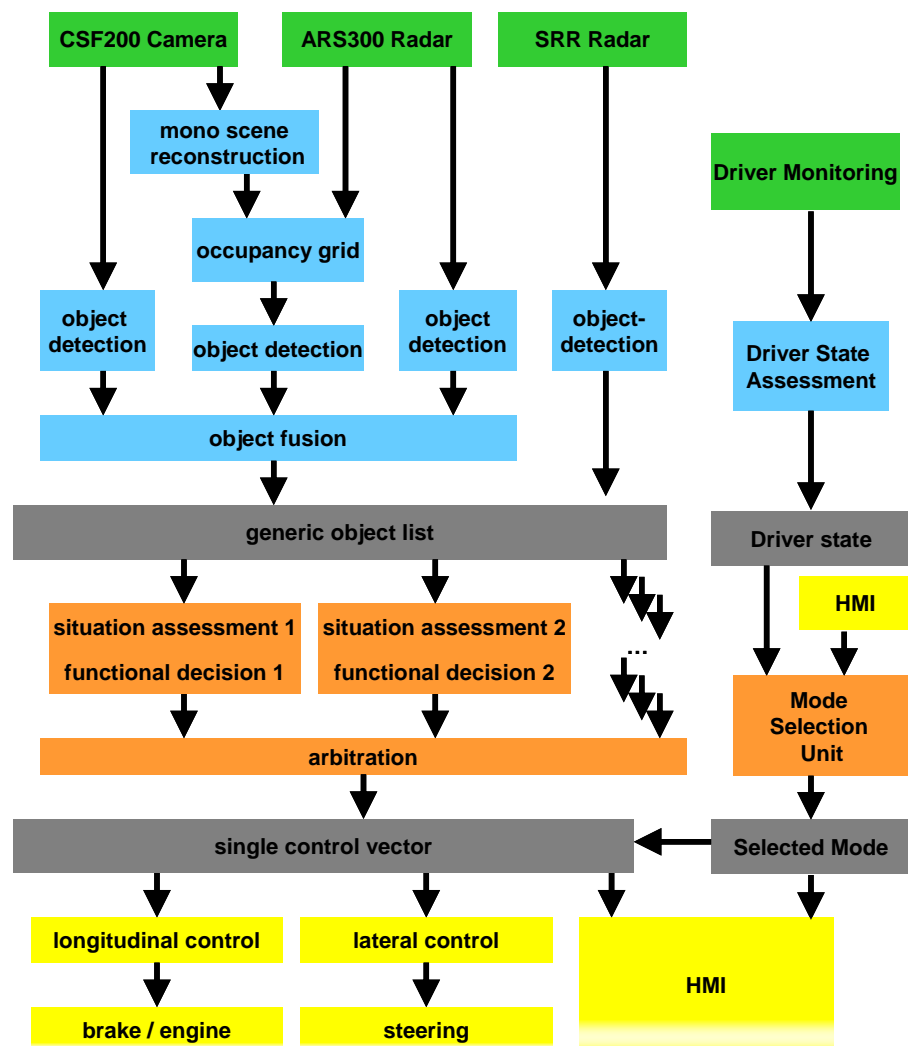 CSF200 Camera
ARS300 Radar
SRR Radar
mono scene
reconstruction
Driver Monitoring
occupancy grid
object
detection
object detection
object
detection
object-
detection
Driver State
Assessment
object fusion
generic object list
Driver state
HMI
situation assessment 1
functional decision 1
situation assessment 2
functional decision 2
...
Mode
Selection
Unit
arbitration
single control vector
Selected Mode
longitudinal control
lateral control
HMI
brake / engine
steering